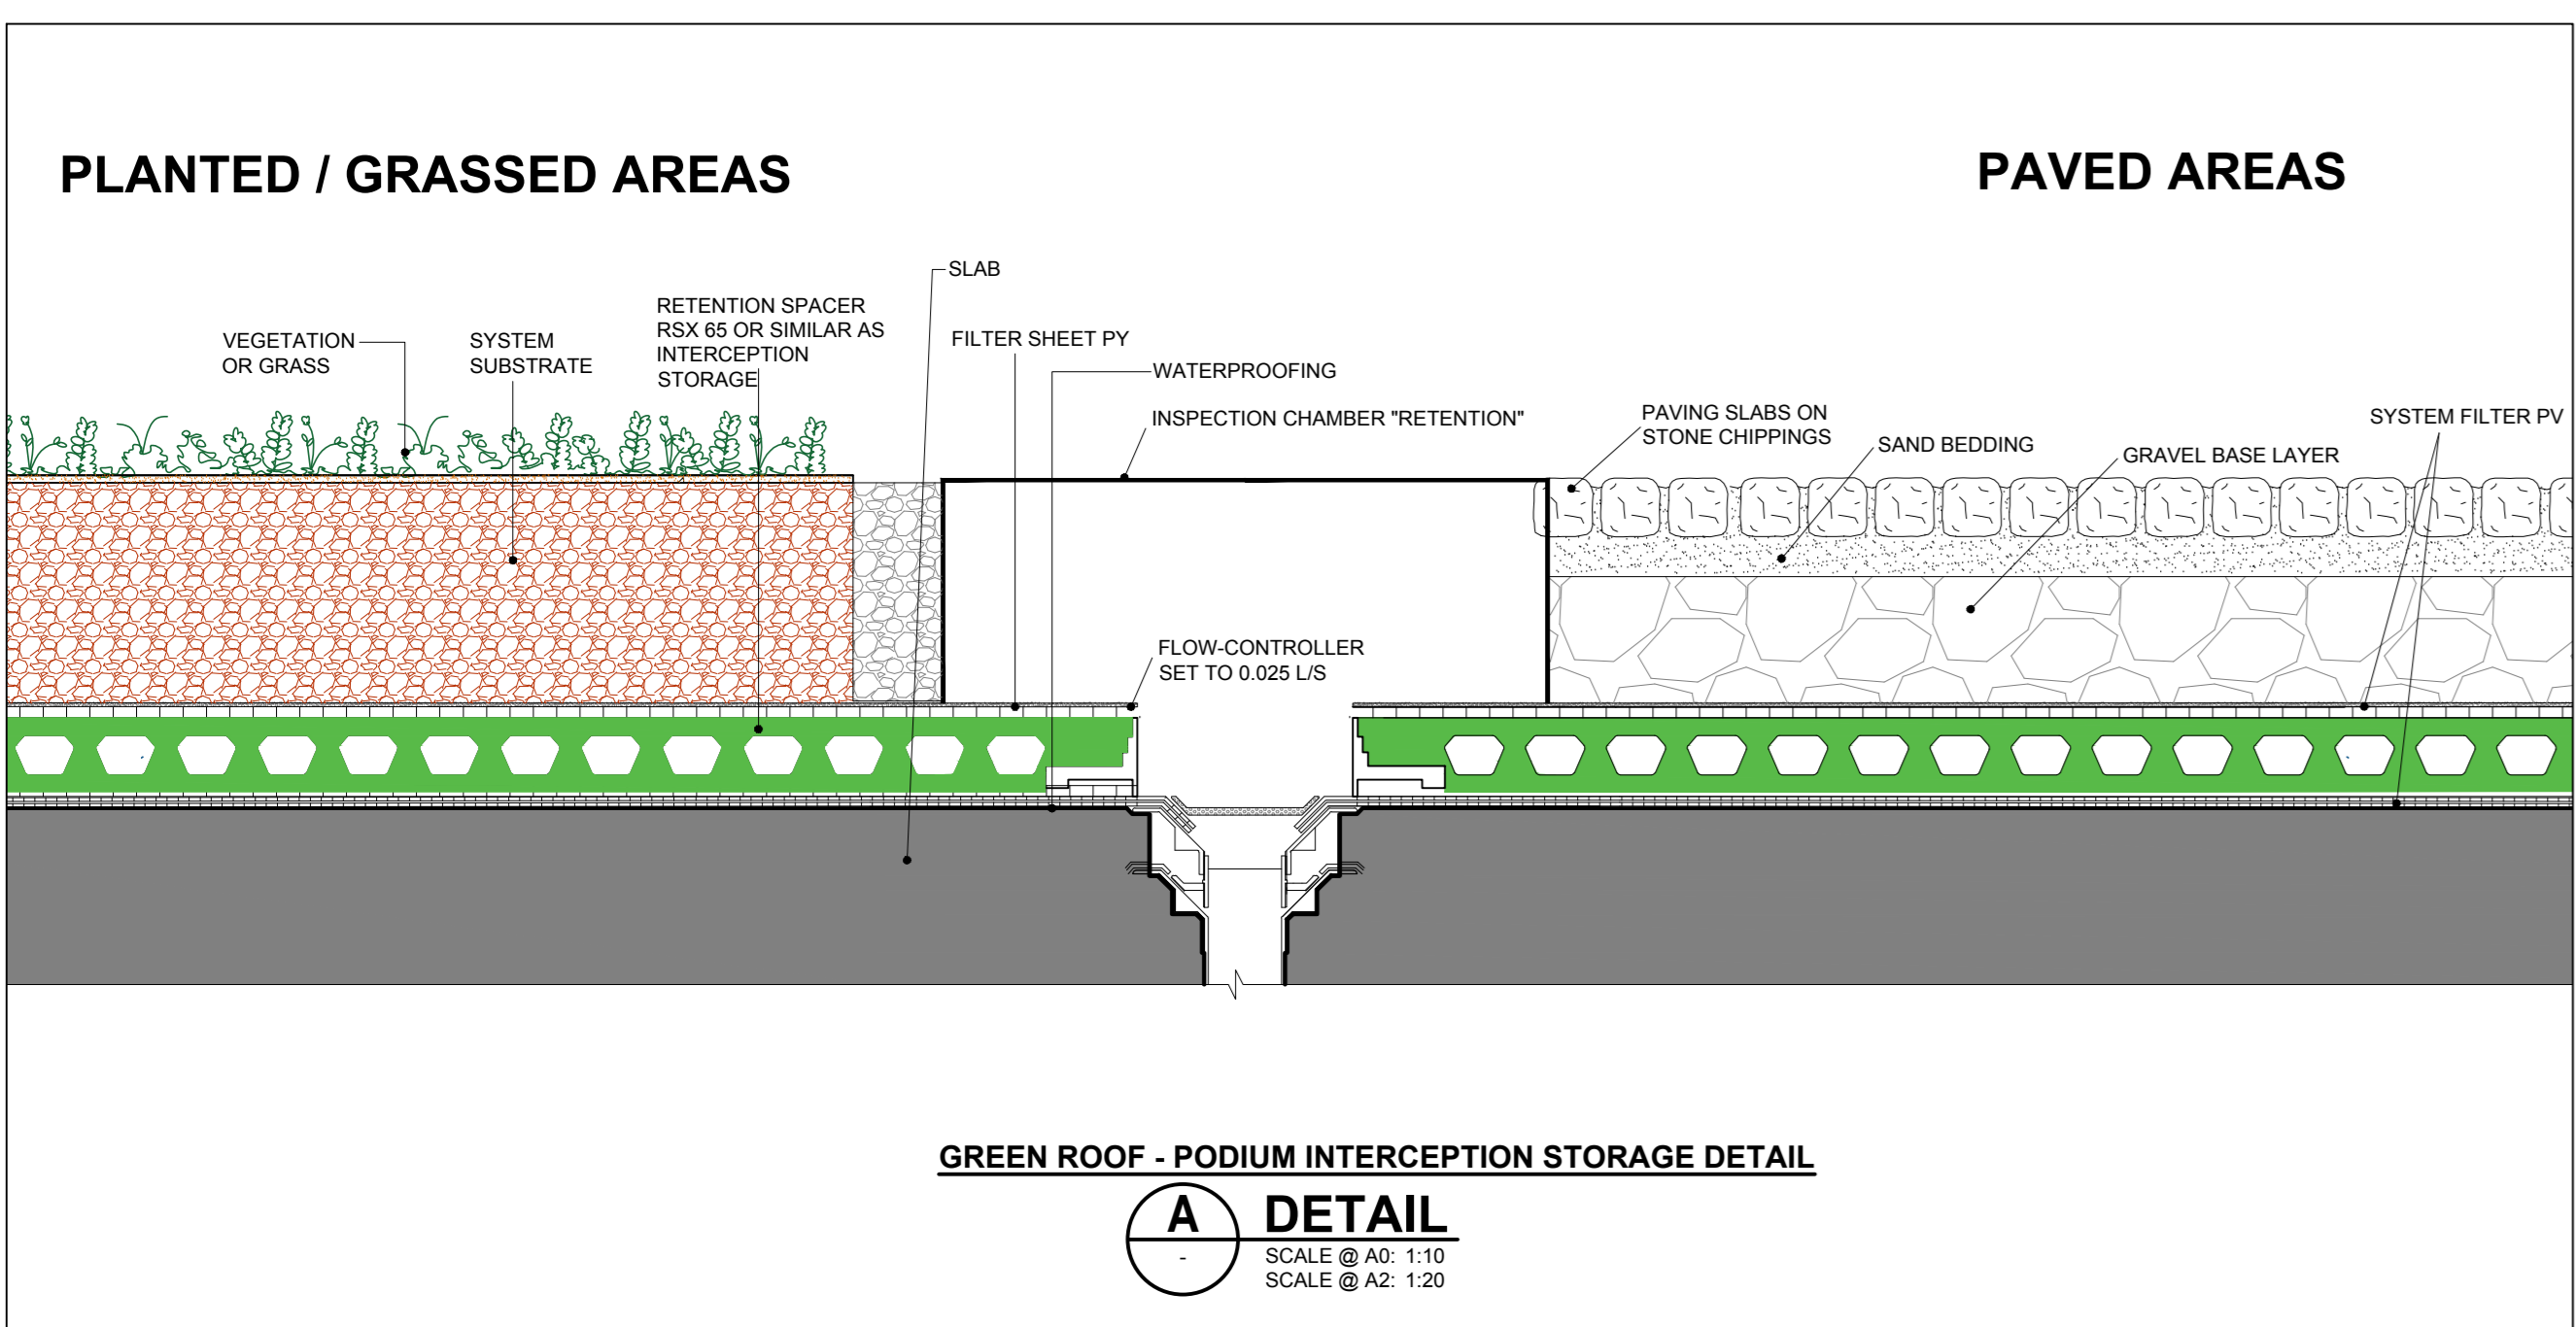 PLANTED / GRASSED AREAS
PAVED AREAS
SLAB
RETENTION SPACER
RSX 65 OR SIMILAR AS
INTERCEPTION
STORAGE
VEGETATION
OR GRASS
SYSTEM
SUBSTRATE
FILTER SHEET PY
WATERPROOFING
INSPECTION CHAMBER "RETENTION"
PAVING SLABS ON
STONE CHIPPINGS
SAND BEDDING
GRAVEL BASE LAYER
SYSTEM FILTER PV
FLOW-CONTROLLER
SET TO 0.025 L/S
GREEN ROOF - PODIUM INTERCEPTION STORAGE DETAIL
A
-
DETAIL
SCALE @ A0: 1:10
SCALE @ A2: 1:20